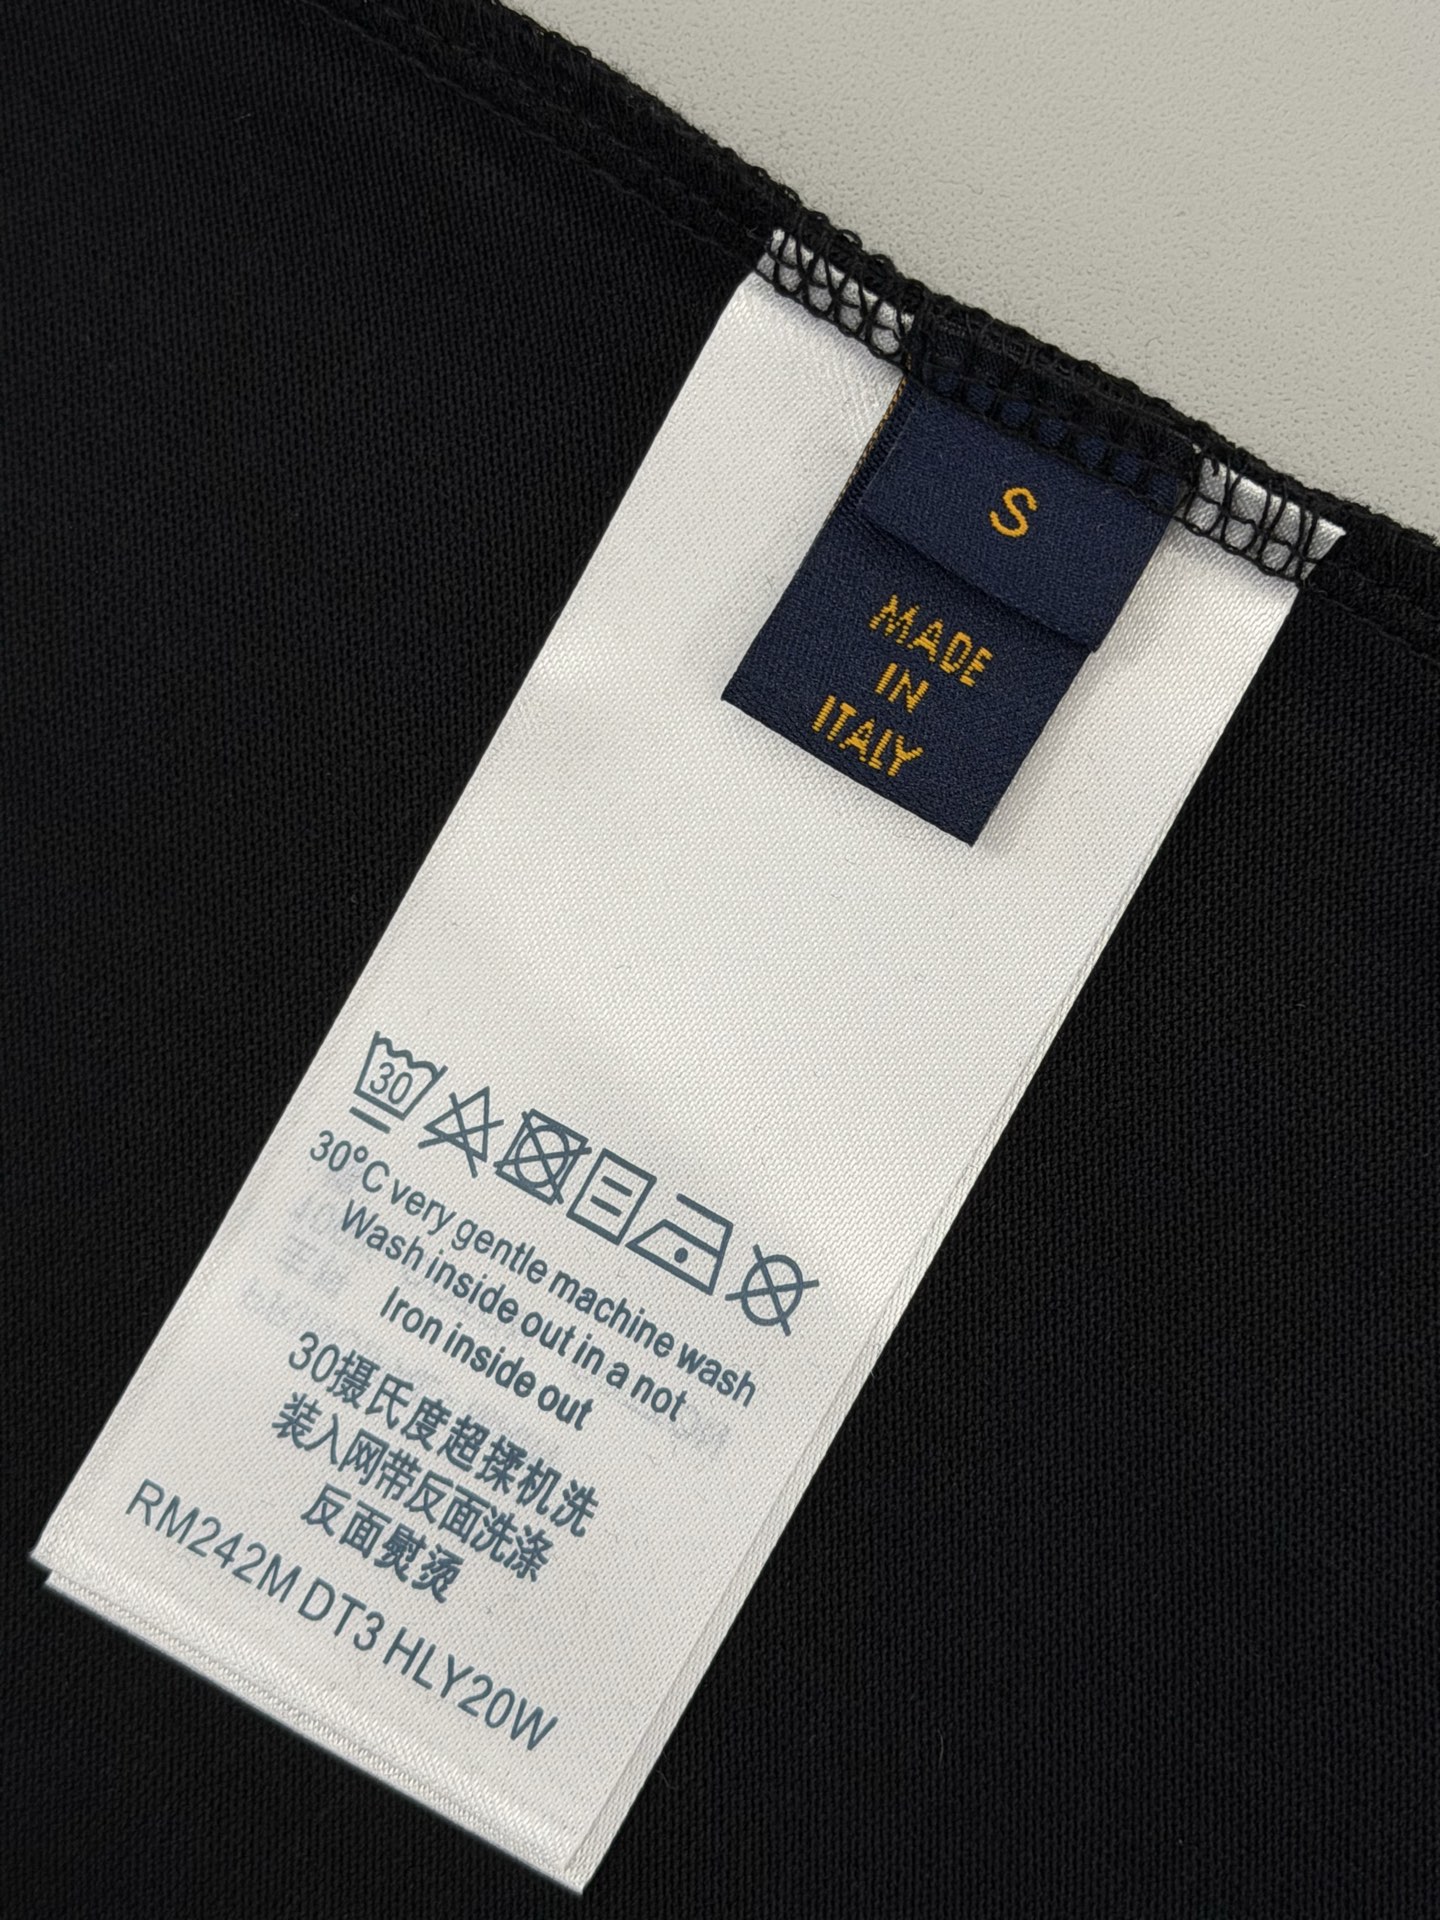 S
MADE
IN
ITALY
30
30°C very gentle machine wash
Wash inside out in a not
Iron inside out
30摄氏度超揉机洗
装入网带反面洗涤
反面熨烫
RM242M DT3 HLY20W